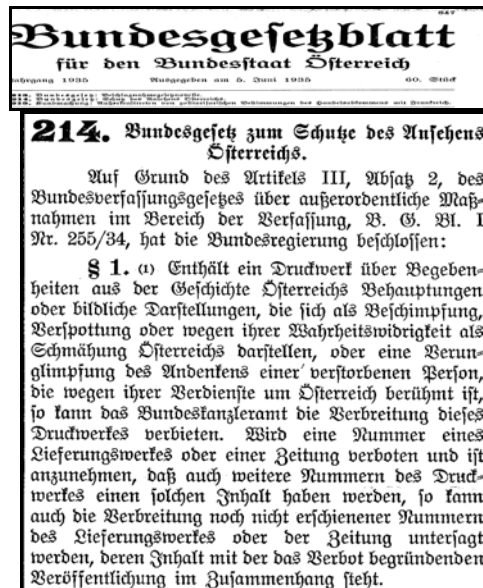 647
Bundesgesetzblatt
für den Bundesstaat Österreich
Jahrgang 1935 Ausgegeben am 5. Juni 1935 60. Stück
214. Bundesgesetz zum Schutze des Ansehens
Österreichs.
Auf Grund des Artikels III, Absatz 2, des
Bundesverfassungsgesetzes über außerordentliche Maß-
nahmen im Bereich der Verfassung, B. G. Bl. I
Nr. 255/34, hat die Bundesregierung beschlossen:
§ 1. (1) Enthält ein Druckwerk über Begeben-
heiten aus der Geschichte Österreichs Behauptungen
oder bildliche Darstellungen, die sich als Beschimpfung,
Verspottung oder wegen ihrer Wahrheitswidrigkeit als
Schmähung Österreichs darstellen, oder eine Verun-
glimpfung des Andenkens einer verstorbenen Person,
die wegen ihrer Verdienste um Österreich berühmt ist,
so kann das Bundeskanzleramt die Verbreitung dieses
Druckwerkes verbieten. Wird eine Nummer eines
Lieferungswerkes oder einer Zeitung verboten und ist
anzunehmen, daß auch weitere Nummern des Druck-
werkes einen solchen Inhalt haben werden, so kann
auch die Verbreitung noch nicht erschienener Nummern
des Lieferungswerkes oder der Zeitung untersagt
werden, deren Inhalt mit der das Verbot begründenden
Veröffentlichung im Zusammenhang steht.